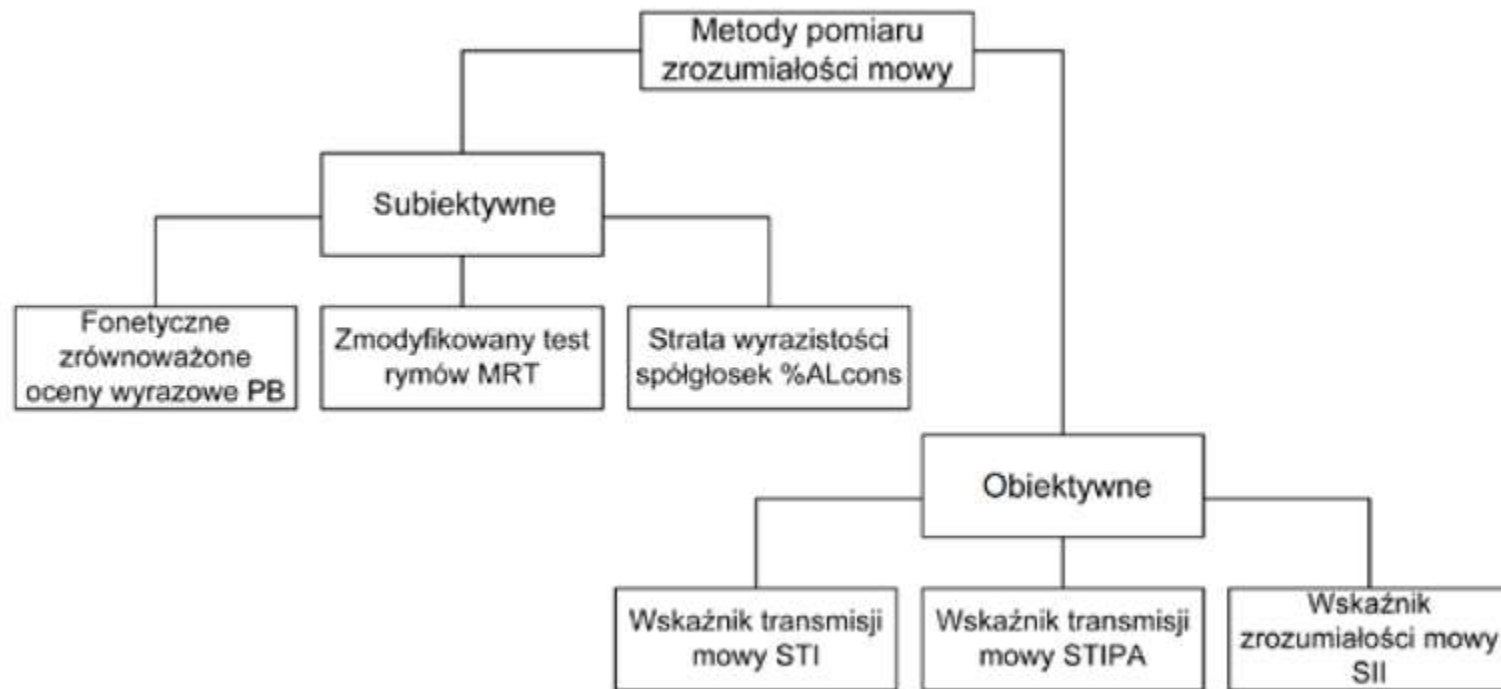 Metody pomiaru
zrozumiałości mowy
Subiektywne
Fonetyczne
zrównoważone
oceny wyrazowe PB
Zmodyfikowany test
rymów MRT
Strata wyrazistości
spółgłosek %ALcons
Obiektywne
Wskaźnik transmisji
mowy STI
Wskaźnik transmisji
mowy STIPA
Wskaźnik
zrozumiałości mowy
SII